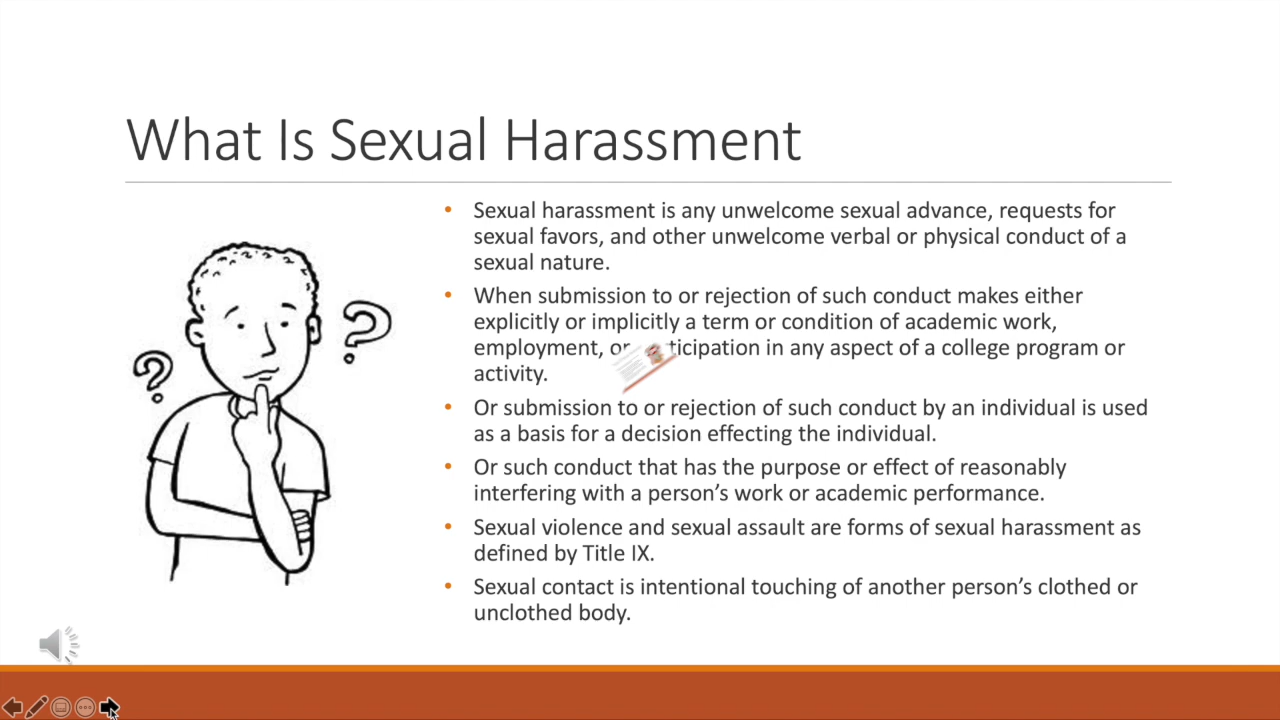 What Is Sexual Harassment
• Sexual harassment is any unwelcome sexual advance, requests for
sexual favors, and other unwelcome verbal or physical conduct of a
sexual nature.
• When submission to or rejection of such conduct makes either
explicitly or implicitly a term or condition of academic work,
employment, or ticipation in any aspect of a college program or
activity.
• Or submission to or rejection of such conduct by an individual is used
as a basis for a decision effecting the individual.
• Or such conduct that has the purpose or effect of reasonably
interfering with a person's work or academic performance.
• Sexual violence and sexual assault are forms of sexual harassment as
defined by Title IX.
• Sexual contact is intentional touching of another person's clothed or
unclothed body.
? ?